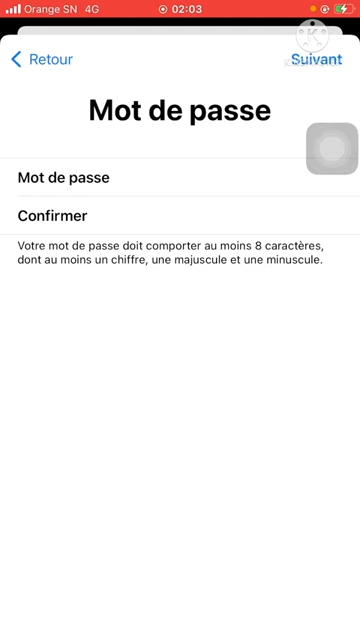 Orange SN 4G 02:03
Retour
Suivant
Mot de passe
Mot de passe
Confirmer
Votre mot de passe doit comporter au moins 8 caractères,
dont au moins un chiffre, une majuscule et une minuscule.